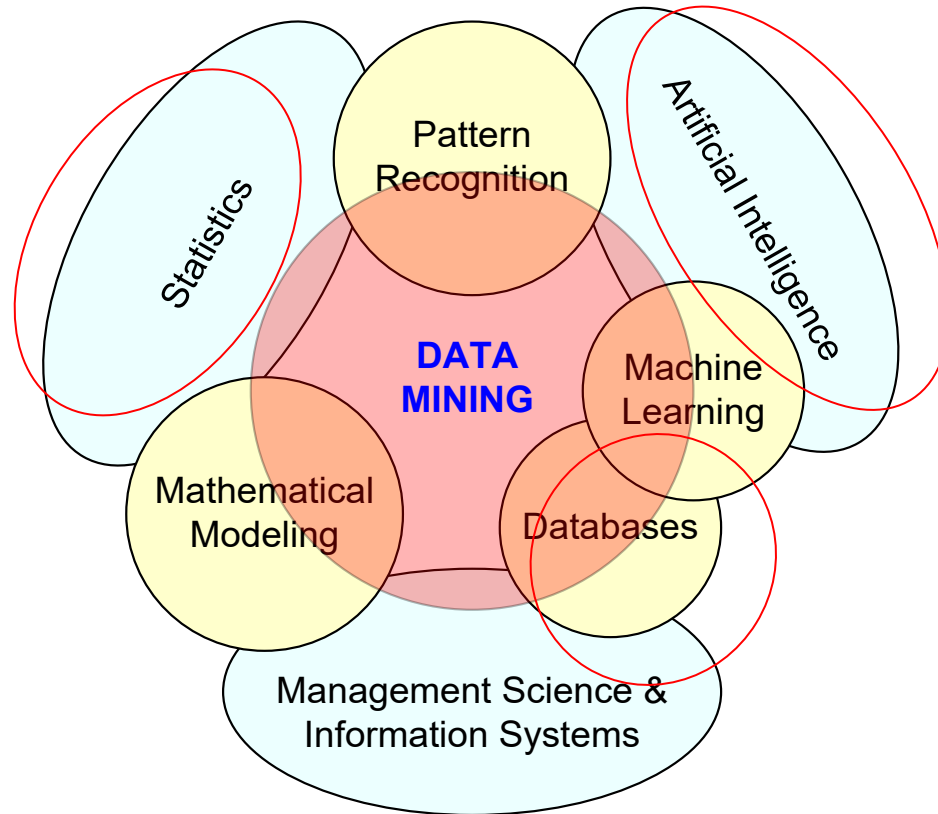 Pattern
Recognition
Statistics
Artificial Intelligence
DATA
MINING
Machine
Learning
Mathematical
Modeling
Databases
Management Science &
Information Systems